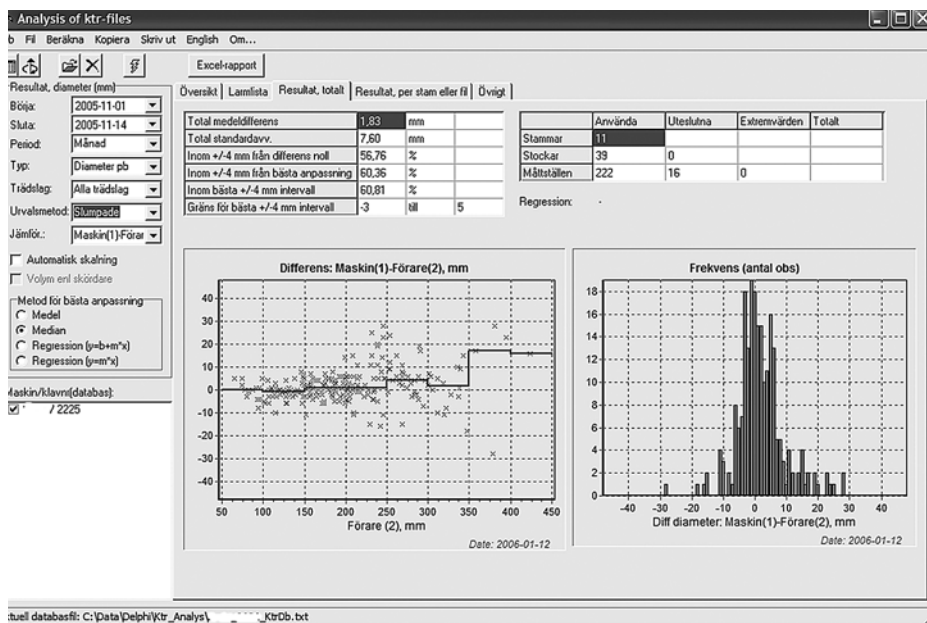 Analysis of ktr-files
Fil Beräkna Kopiera Skriv ut English Om...
Excel-rapport
Resultat, diameter (mm)
Börja: 2005-11-01
Sluta: 2005-11-14
Period: Månad
Typ: Diameter pb
Trädslag: Alla trädslag
Urvalsmetod: Slumpade
Jämför.: Maskin(1)-Förar
Automatisk skalning
Volym enl skördare
Metod för bästa anpassning
Medel
Median
Regression (y=b+m*x)
Regression (y=m*x)
Maskin/klavnr(databas):
/ 2225
Översikt Larmlista Resultat, totalt Resultat, per stam eller fil Övrigt
Total medeldifferens 1,83 mm
Total standardavv. 7,60 mm
Inom +/-4 mm från differens noll 56,76 %
Inom +/-4 mm från bästa anpassning 60,36 %
Inom bästa +/-4 mm intervall 60,81 %
Gräns för bästa +/-4 mm intervall -3 till 5
Använda Uteslutna Extremvärden Totalt
Stammar 11
Stockar 39 0
Måttställen 222 16 0
Regression: -
Differens: Maskin(1)-Förare(2), mm
40
30
20
10
0
-10
-20
-30
-40
50 100 150 200 250 300 350 400 450
Förare (2), mm
Date: 2006-01-12
Frekvens (antal obs)
18
16
14
12
10
8
6
4
2
0
-40 -30 -20 -10 0 10 20 30 40
Diff diameter: Maskin(1)-Förare(2), mm
Date: 2006-01-12
tuell databasfil: C:\Data\Delphi\Ktr_Analys\ _KtrDb.txt